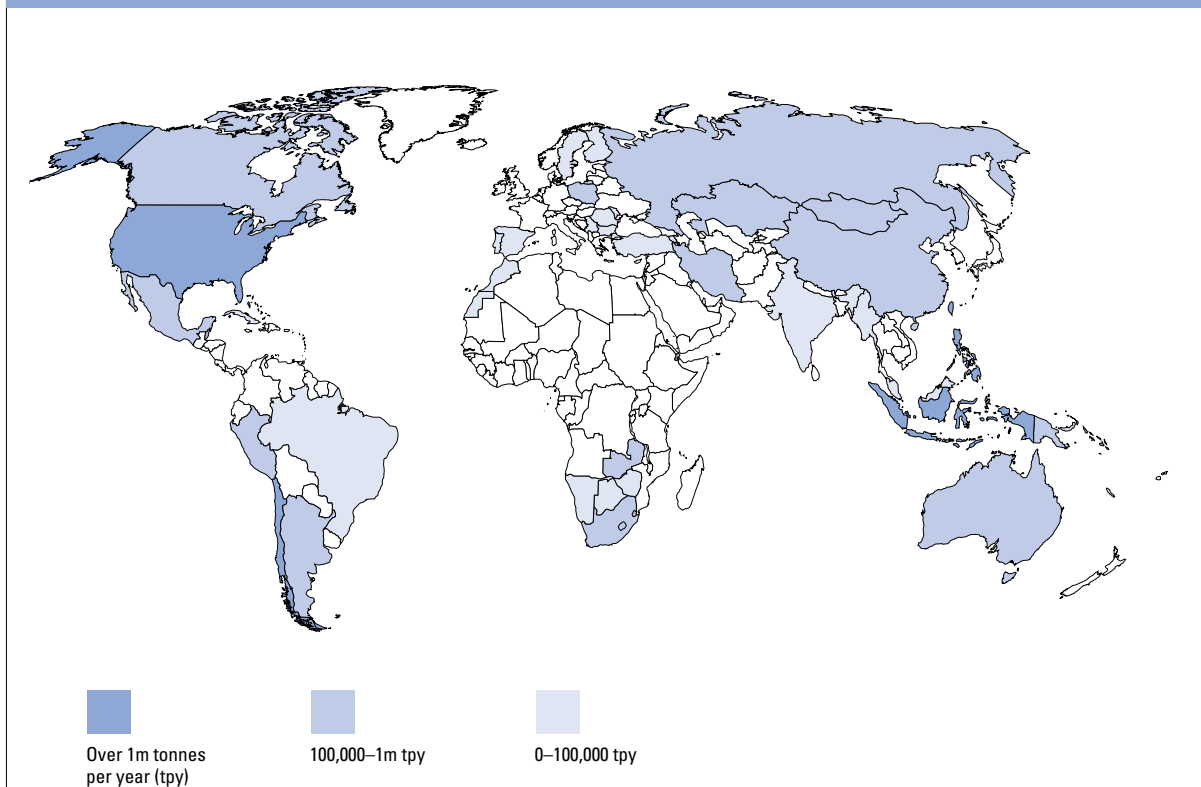 Over 1m tonnes
per year (tpy)
100,000–1m tpy
0–100,000 tpy